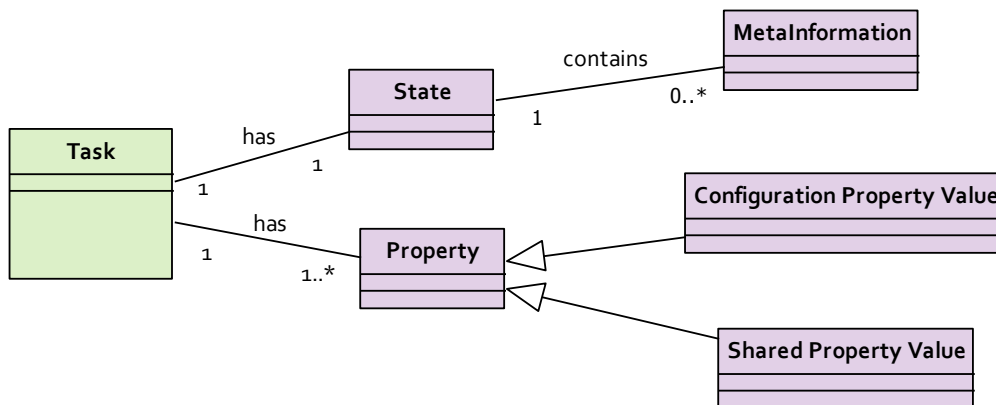 MetaInformation
contains
State
0..*
1
has
Task
1
1
Configuration Property Value
has
Property
1
1..*
Shared Property Value